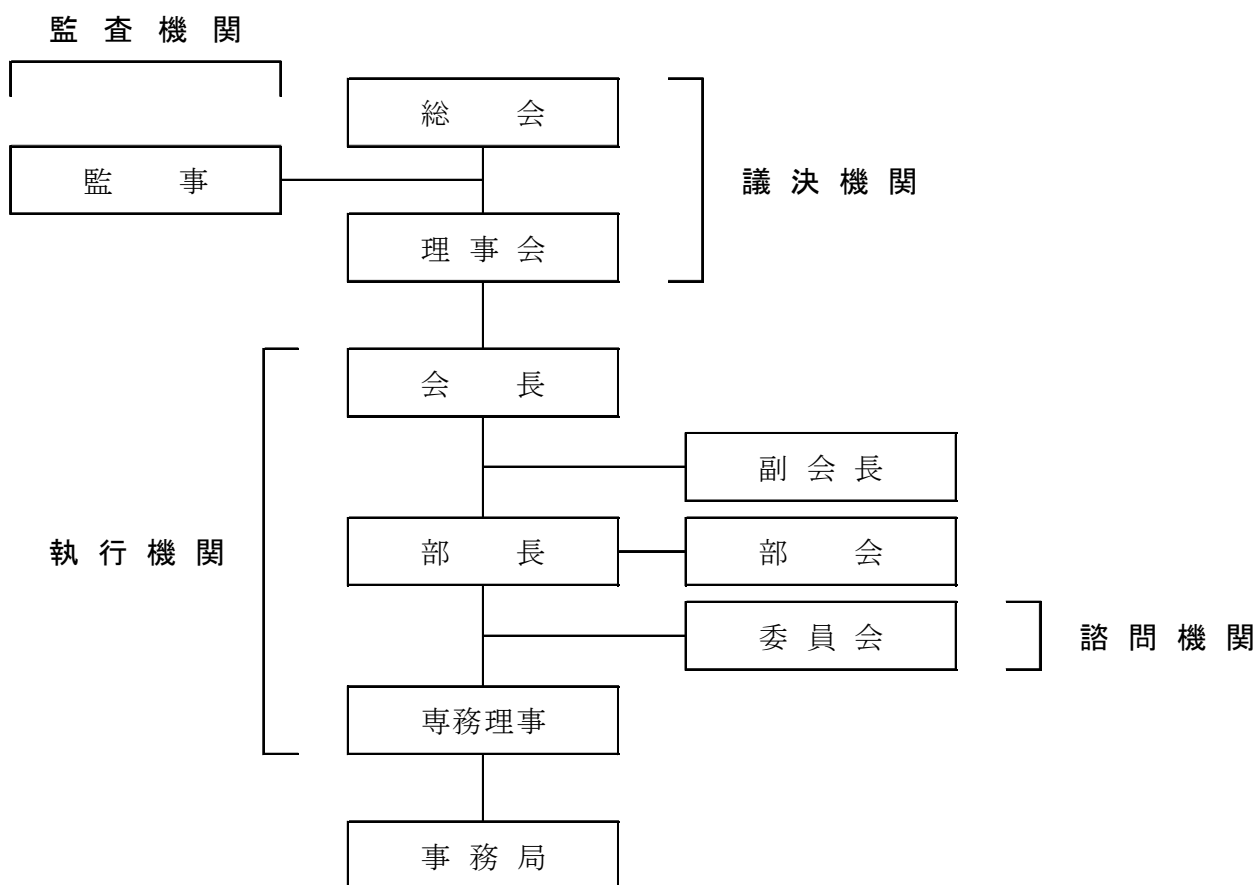 監査機関
総会
監事
議決機関
理事会
会長
副会長
執行機関
部長
部会
委員会
諮問機関
専務理事
事務局